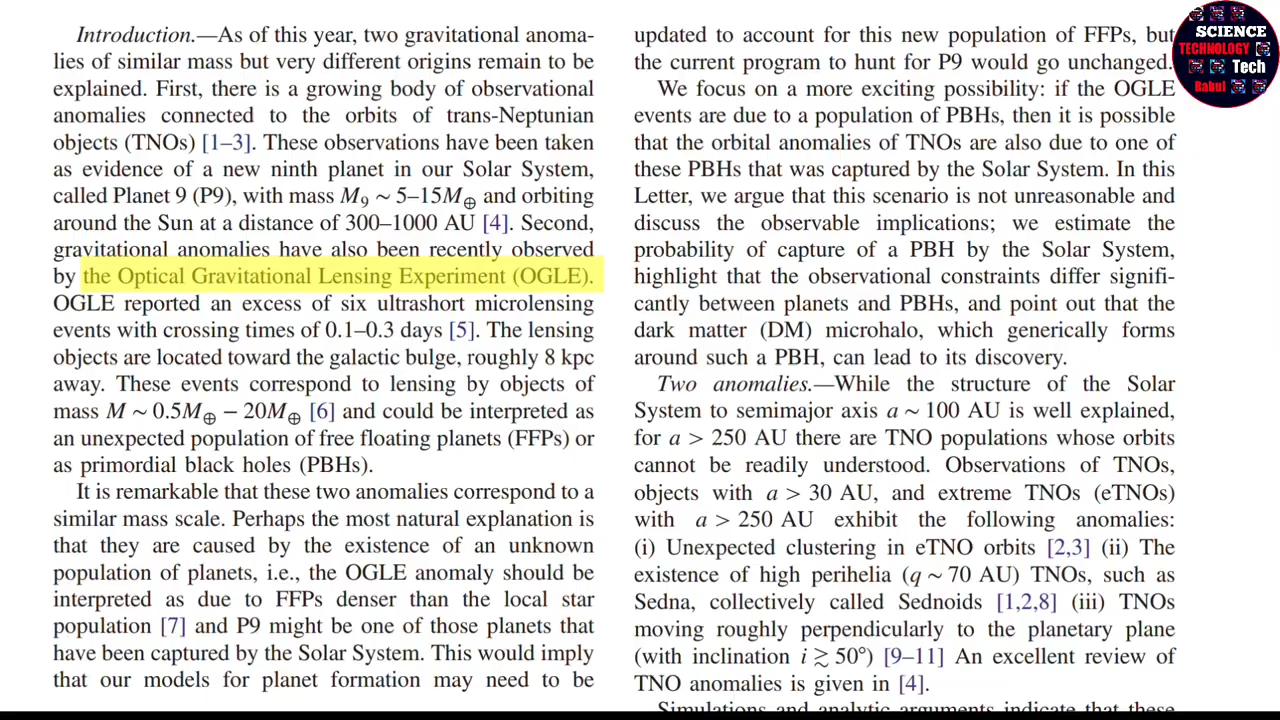 Introduction.—As of this year, two gravitational anoma-
lies of similar mass but very different origins remain to be
explained. First, there is a growing body of observational
anomalies connected to the orbits of trans-Neptunian
objects (TNOs) [1–3]. These observations have been taken
as evidence of a new ninth planet in our Solar System,
called Planet 9 (P9), with mass M₉ ∼ 5–15M⊕ and orbiting
around the Sun at a distance of 300–1000 AU [4]. Second,
gravitational anomalies have also been recently observed
by the Optical Gravitational Lensing Experiment (OGLE).
OGLE reported an excess of six ultrashort microlensing
events with crossing times of 0.1–0.3 days [5]. The lensing
objects are located toward the galactic bulge, roughly 8 kpc
away. These events correspond to lensing by objects of
mass M ∼ 0.5M⊕ − 20M⊕ [6] and could be interpreted as
an unexpected population of free floating planets (FFPs) or
as primordial black holes (PBHs).
It is remarkable that these two anomalies correspond to a
similar mass scale. Perhaps the most natural explanation is
that they are caused by the existence of an unknown
population of planets, i.e., the OGLE anomaly should be
interpreted as due to FFPs denser than the local star
population [7] and P9 might be one of those planets that
have been captured by the Solar System. This would imply
that our models for planet formation may need to be
updated to account for this new population of FFPs, but
the current program to hunt for P9 would go unchanged.
We focus on a more exciting possibility: if the OGLE
events are due to a population of PBHs, then it is possible
that the orbital anomalies of TNOs are also due to one of
these PBHs that was captured by the Solar System. In this
Letter, we argue that this scenario is not unreasonable and
discuss the observable implications; we estimate the
probability of capture of a PBH by the Solar System,
highlight that the observational constraints differ signifi-
cantly between planets and PBHs, and point out that the
dark matter (DM) microhalo, which generically forms
around such a PBH, can lead to its discovery.
Two anomalies.—While the structure of the Solar
System to semimajor axis a ∼ 100 AU is well explained,
for a > 250 AU there are TNO populations whose orbits
cannot be readily understood. Observations of TNOs,
objects with a > 30 AU, and extreme TNOs (eTNOs)
with a > 250 AU exhibit the following anomalies:
(i) Unexpected clustering in eTNO orbits [2,3] (ii) The
existence of high perihelia (q ∼ 70 AU) TNOs, such as
Sedna, collectively called Sednoids [1,2,8] (iii) TNOs
moving roughly perpendicularly to the planetary plane
(with inclination i ≳ 50°) [9–11] An excellent review of
TNO anomalies is given in [4].
Simulations and analytic arguments indicate that these
SCIENCE
TECHNOLOGY
Tech
Bakul